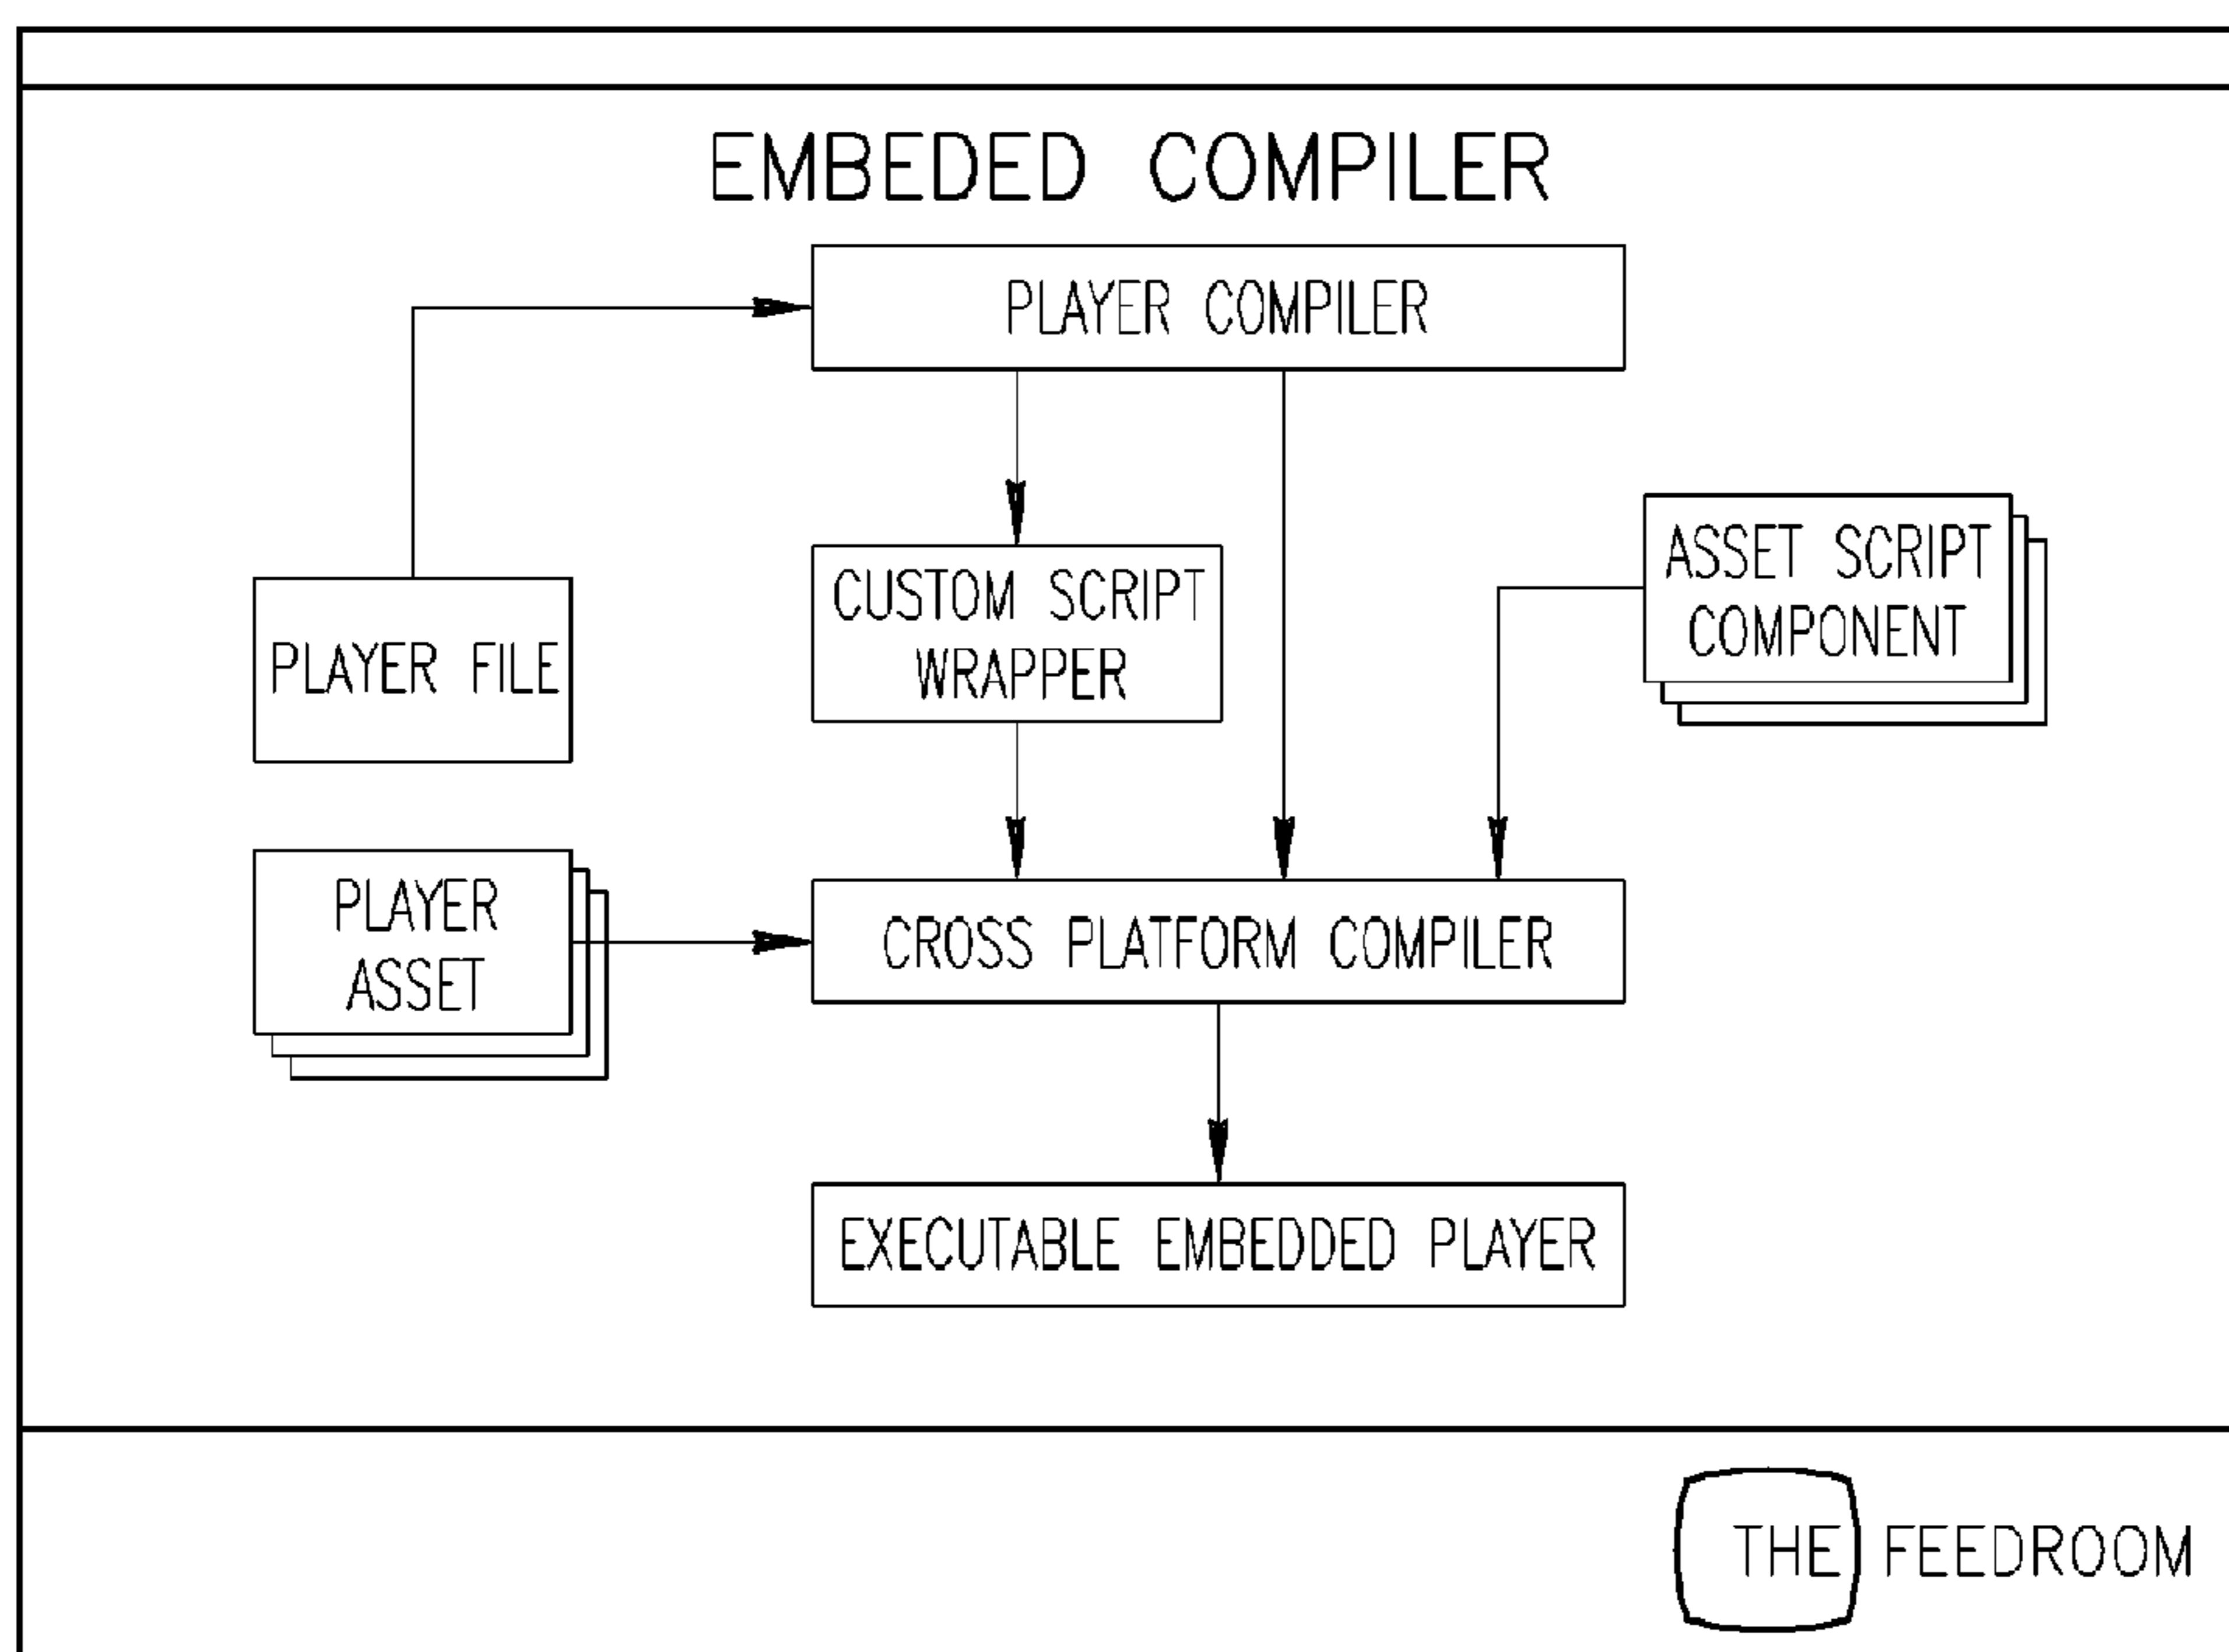 EMBEDED COMPILER
PLAYER COMPILER
CUSTOM SCRIPT
WRAPPER
ASSET SCRIPT
COMPONENT
PLAYER FILE
PLAYER
ASSET
CROSS PLATFORM COMPILER
EXECUTABLE EMBEDDED PLAYER
THE FEEDROOM